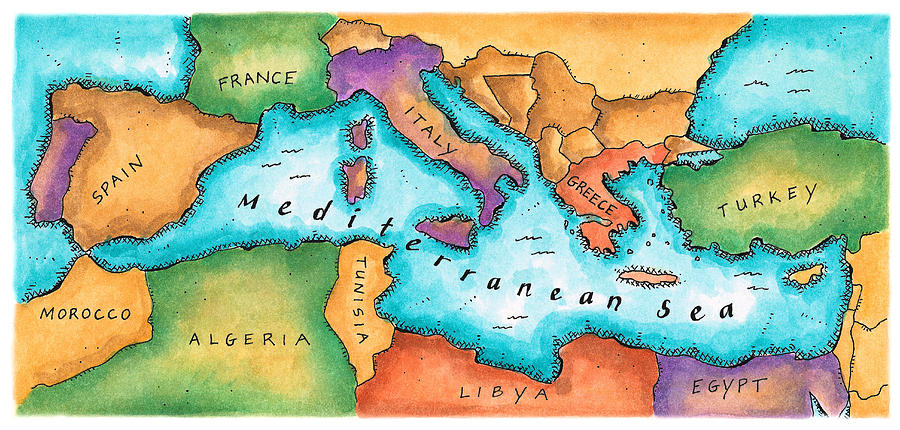 FRANCE
SPAIN
ITALY
GREECE
TURKEY
Mediterranean Sea
MOROCCO
ALGERIA
TUNISIA
LIBYA
EGYPT